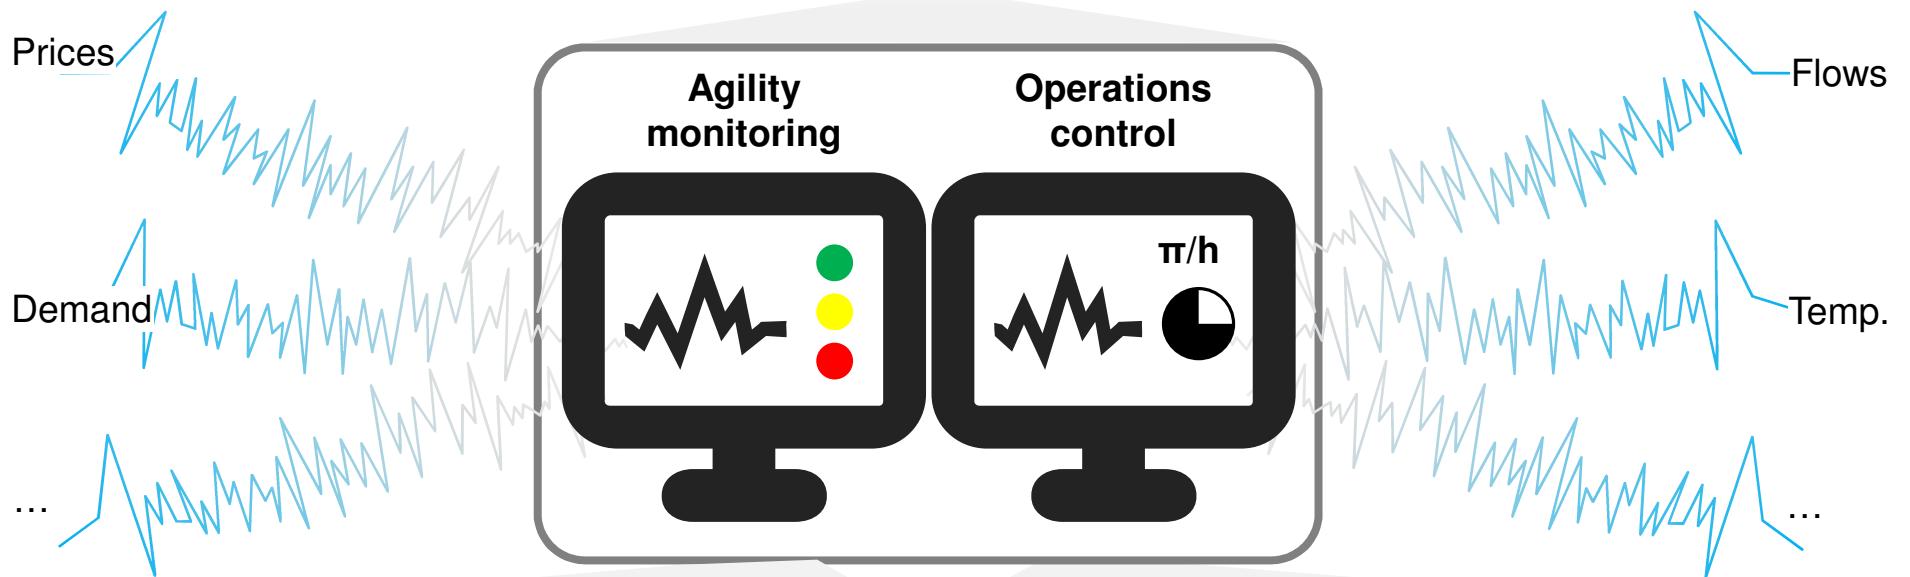 Prices
Demand
...
Agility
monitoring
Operations
control
π/h
Flows
Temp.
...